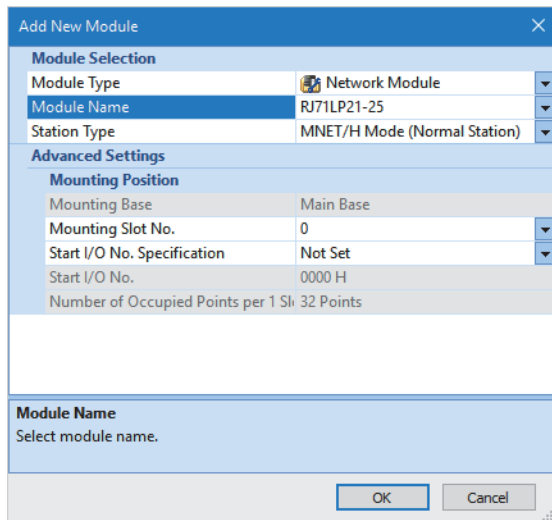 Add New Module
Module Selection
Module Type Network Module
Module Name RJ71LP21-25
Station Type MNET/H Mode (Normal Station)
Advanced Settings
Mounting Position
Mounting Base Main Base
Mounting Slot No. 0
Start I/O No. Specification Not Set
Start I/O No. 0000 H
Number of Occupied Points per 1 Slo 32 Points
Module Name
Select module name.
OK Cancel